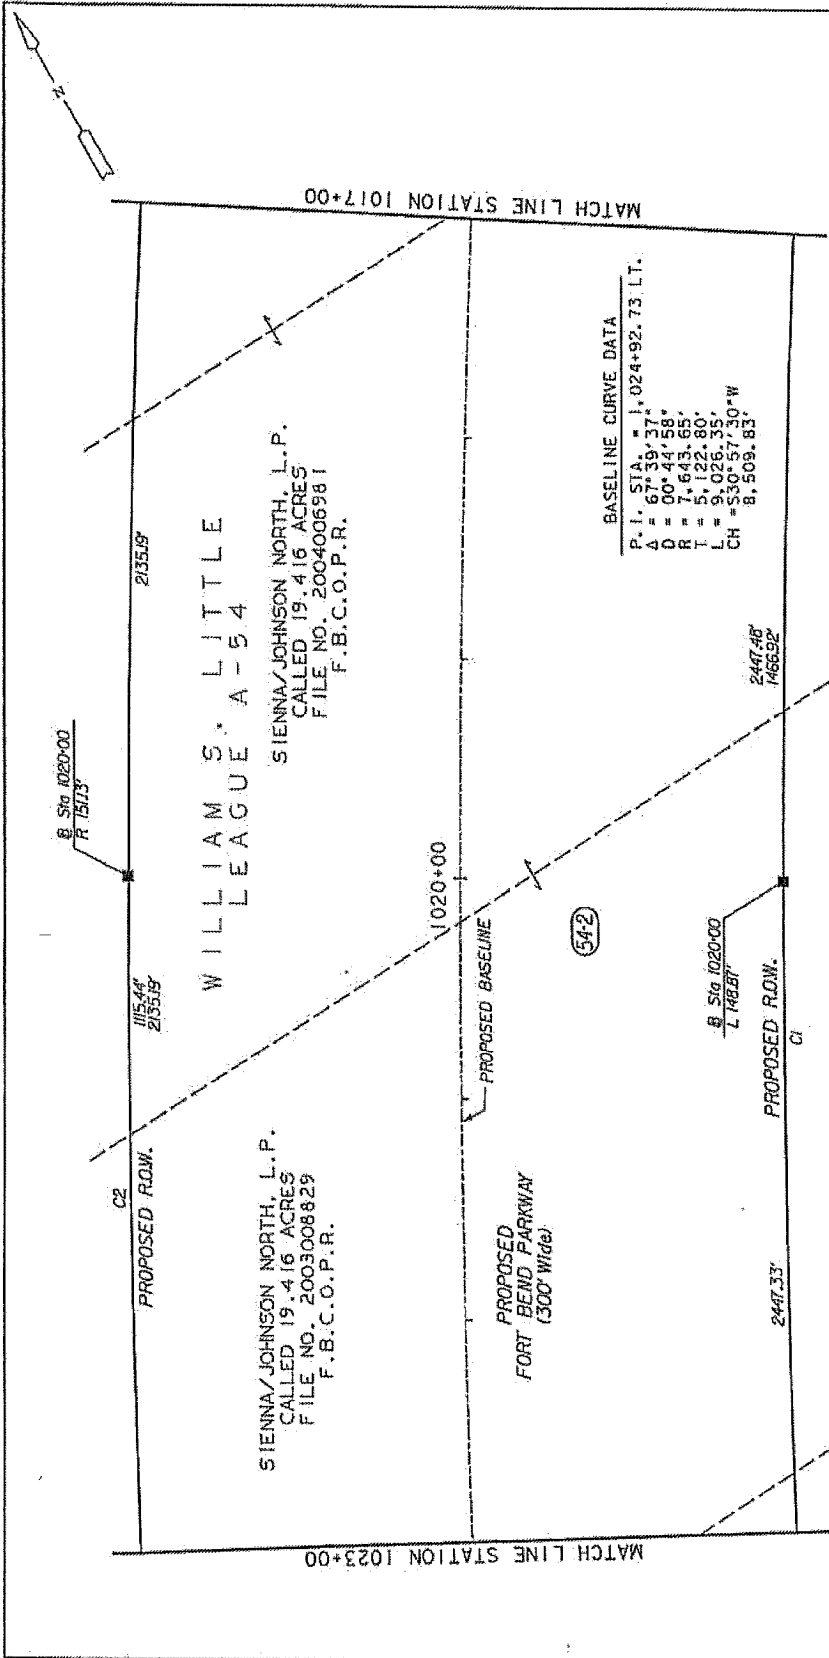 N
MATCH LINE STATION 1023+00
MATCH LINE STATION 1017+00
C2
PROPOSED R.O.W.
1115.44'
2135.19'
B Sta 1020+00
R 151.13'
2135.19'
WILLIAM S. LITTLE
LEAGUE A-54
SIENNA/JOHNSON NORTH, L.P.
CALLED 19.416 ACRES
FILE NO. 2003008829
F.B.C.O.P.R.
SIENNA/JOHNSON NORTH, L.P.
CALLED 19.416 ACRES
FILE NO. 2004006981
F.B.C.O.P.R.
1020+00
PROPOSED BASELINE
PROPOSED
FORT BEND PARKWAY
(300' Wide)
54-2
BASELINE CURVE DATA
P.I. STA. = 1,024+92.73 LT.
Δ = 67°39'37"
D = 00°44'58"
R = 7,643.65'
T = 5,122.80'
L = 9,026.35'
CH =S30°57'30"W
8,509.83'
B Sta 1020+00
L 148.87'
2447.33'
PROPOSED R.O.W.
C1
2447.48'
1466.92'